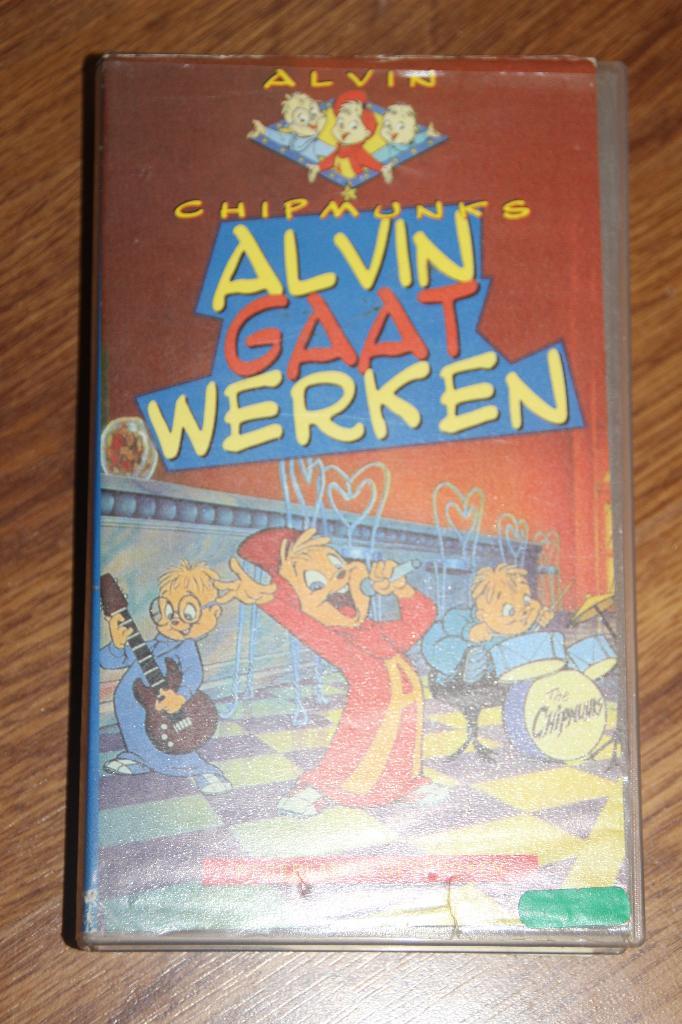 ALVIN
CHIPMUNKS
ALVIN
GAAT
WERKEN
A
The
CHIPMUNKS